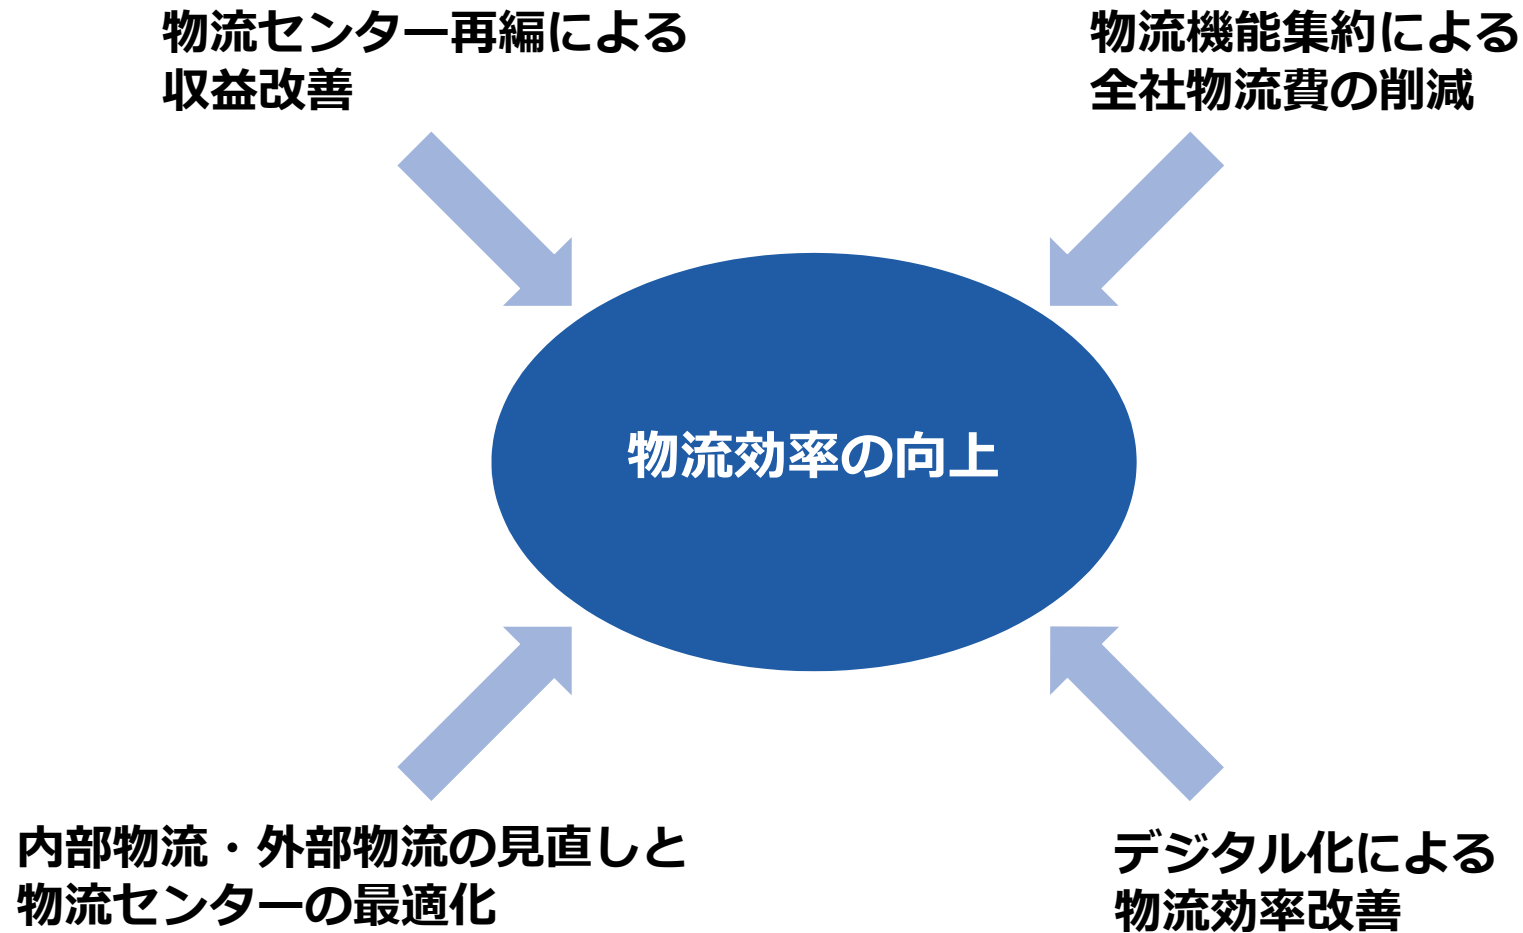 物流センター再編による
収益改善
物流機能集約による
全社物流費の削減
物流効率の向上
内部物流・外部物流の見直しと
物流センターの最適化
デジタル化による
物流効率改善